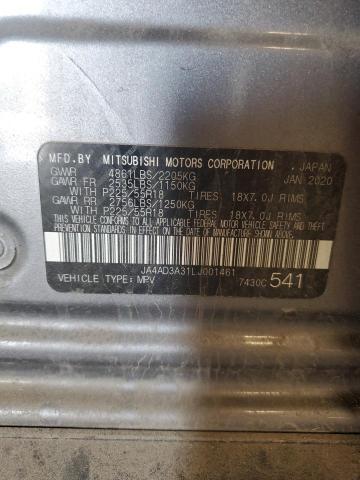 MFD.BY MITSUBISHI MOTORS CORPORATION , JAPAN
GVWR 4861LBS/2205KG JAN 2020
GAWR FR 2535LBS/1150KG
WITH P225/55R18 TIRES 18X7.0J RIMS
GAWR RR 2756LBS/1250KG
WITH P225/55R18 TIRES 18X7.0J RIMS
THIS VEHICLE CONFORMS TO ALL APPLICABLE
FEDERAL MOTOR VEHICLE SAFETY AND THEFT
PREVENTION STANDARDS IN EFFECT ON THE
DATE OF MANUFACTURE SHOWN ABOVE.
JA4AD3A31LJ001461
VEHICLE TYPE: MPV 7430C 541